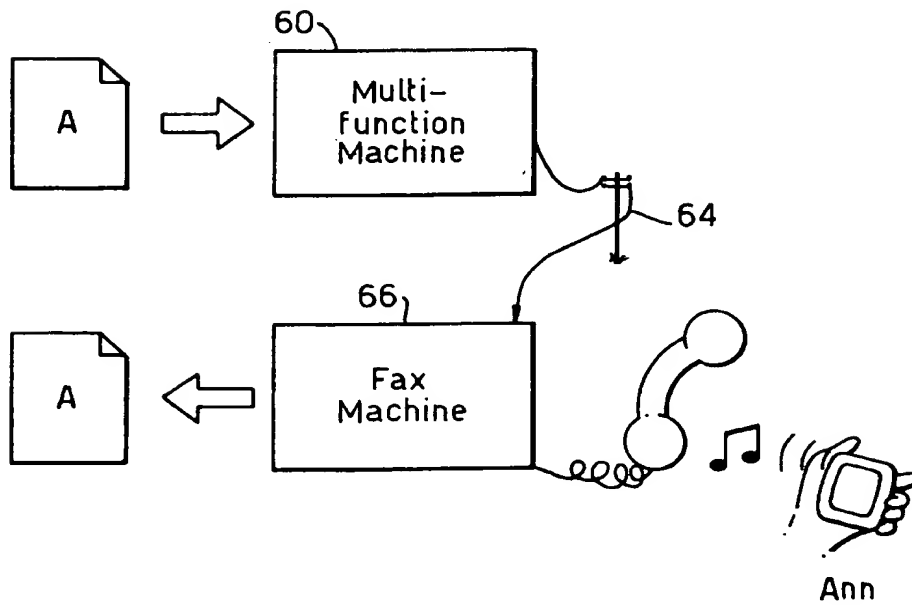 60
A
Multi-
function
Machine
64
66
A
Fax
Machine
Ann